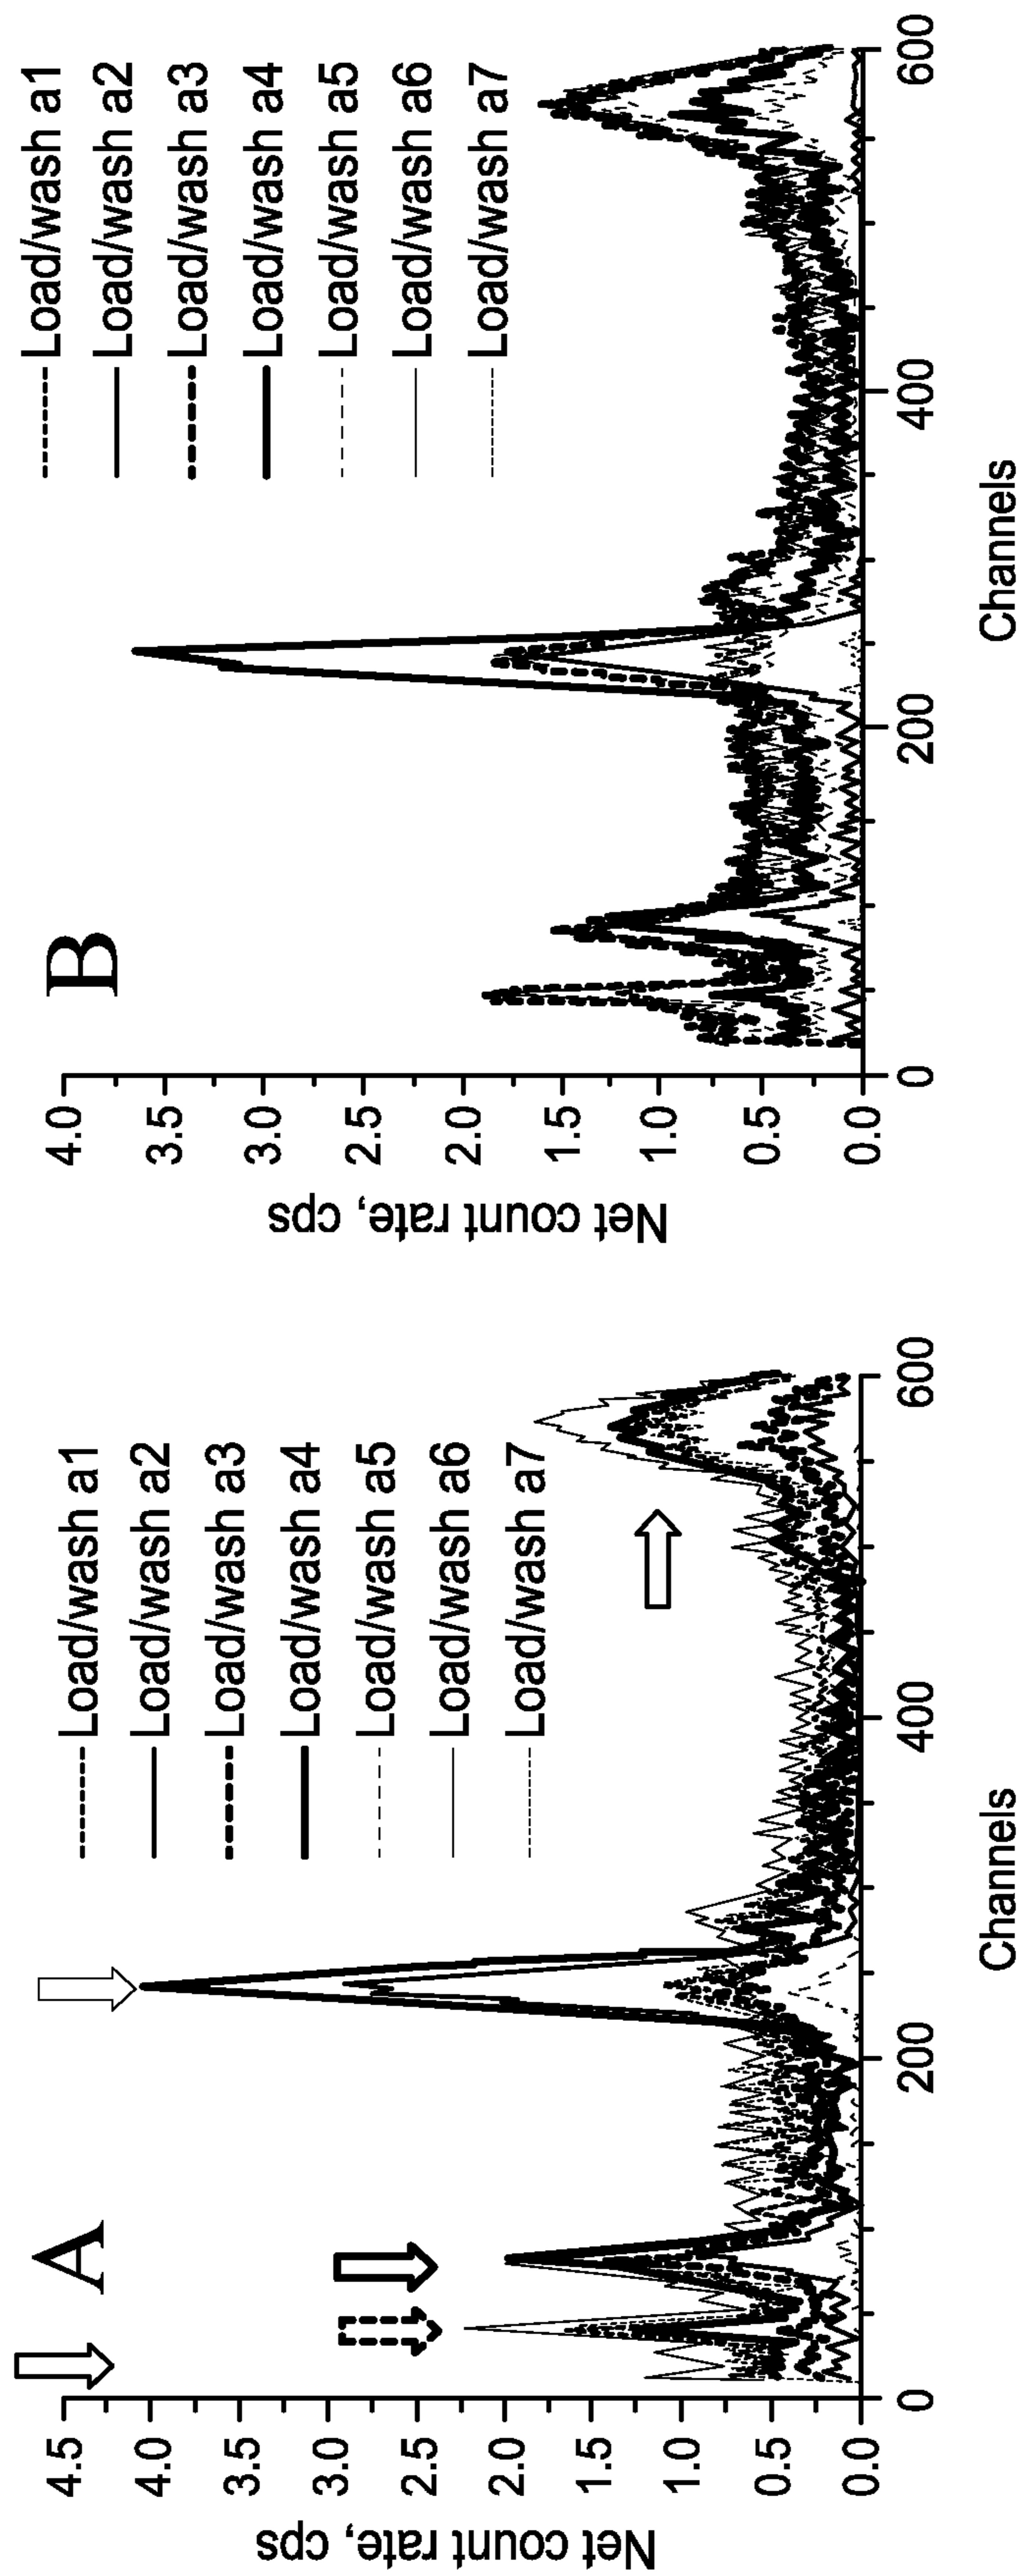 A
Net count rate, cps
4.5
4.0
3.5
3.0
2.5
2.0
1.5
1.0
0.5
0.0
0
200
400
600
Channels
Load/wash a1
Load/wash a2
Load/wash a3
Load/wash a4
Load/wash a5
Load/wash a6
Load/wash a7
B
Net count rate, cps
4.0
3.5
3.0
2.5
2.0
1.5
1.0
0.5
0.0
0
200
400
600
Channels
Load/wash a1
Load/wash a2
Load/wash a3
Load/wash a4
Load/wash a5
Load/wash a6
Load/wash a7